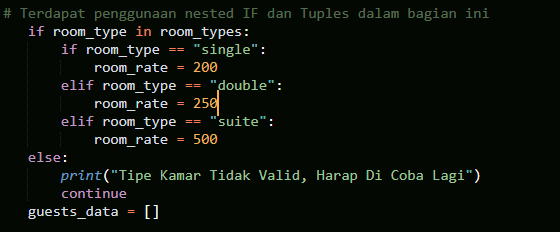 # Terdapat penggunaan nested IF dan Tuples dalam bagian ini
if room_type in room_types:
if room_type == "single":
room_rate = 200
elif room_type == "double":
room_rate = 250
elif room_type == "suite":
room_rate = 500
else:
print("Tipe Kamar Tidak Valid, Harap Di Coba Lagi")
continue
guests_data = []